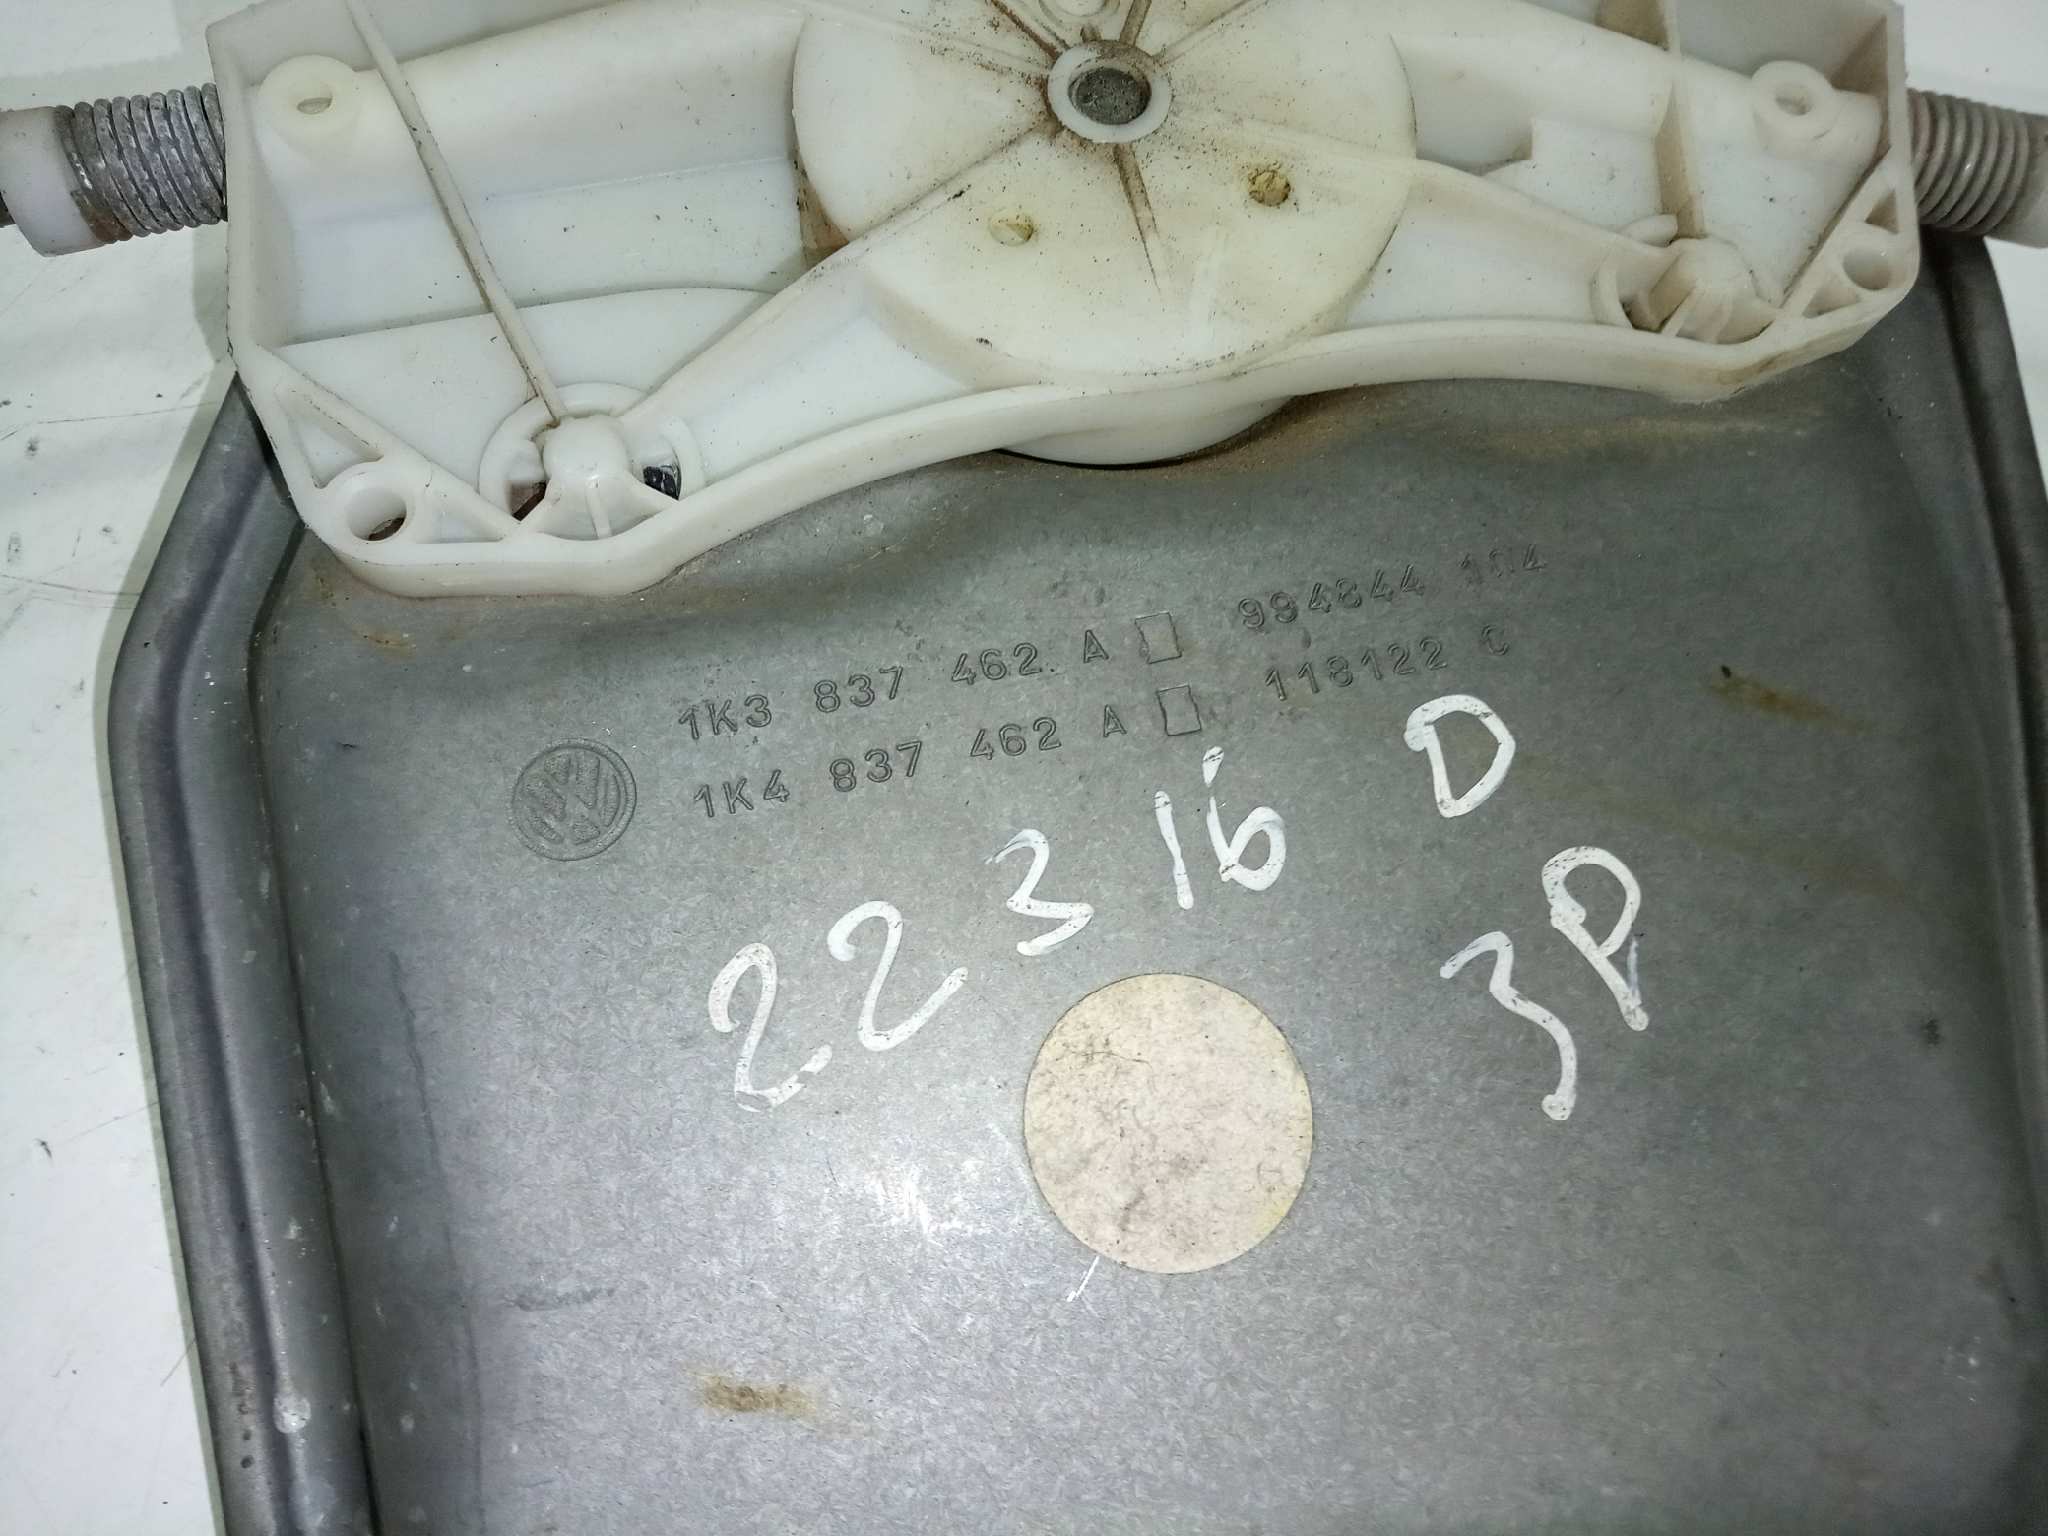 1K3 837 462 A 994844 104
1K4 837 462 A 118122 C
22316 D
3P